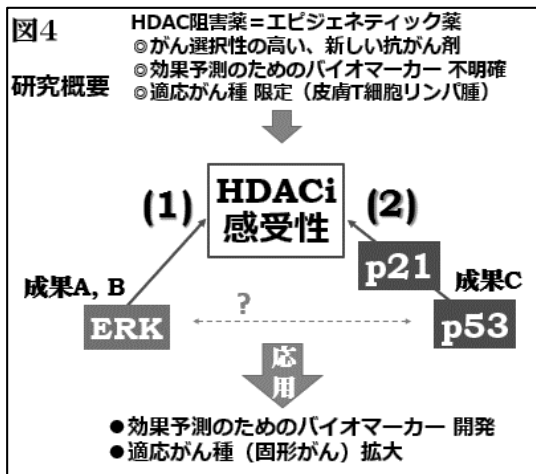 図4
研究概要
HDAC阻害薬＝エピジェネティック薬
◎がん選択性の高い、新しい抗がん剤
◎効果予測のためのバイオマーカー 不明確
◎適応がん種 限定（皮膚T細胞リンパ腫）
(1)
HDACi
感受性
(2)
成果A, B
ERK
?
p21
成果C
p53
応用
●効果予測のためのバイオマーカー 開発
●適応がん種（固形がん）拡大